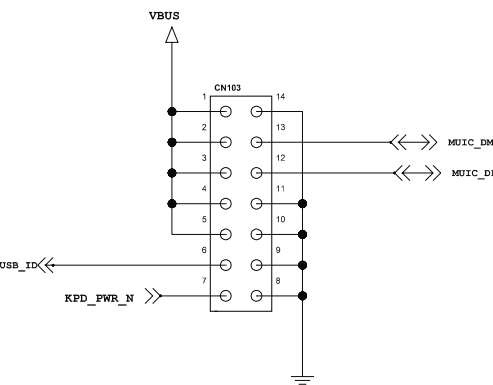 VBUS
CN103
1 14
2 13
MUIC_DM
3 12
4 11
5 10
USB_ID 6 9
KPD_PWR_N 7 8